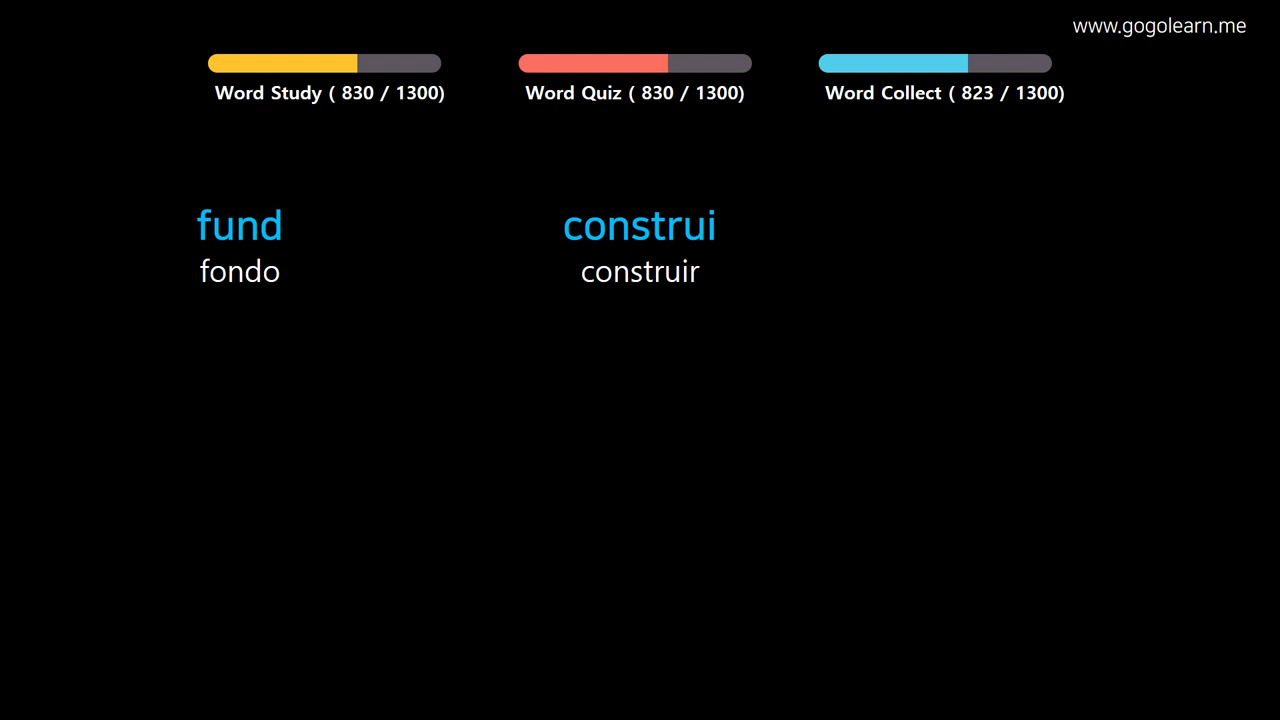 www.gogolearn.me
Word Study ( 830 / 1300)
Word Quiz ( 830 / 1300)
Word Collect ( 823 / 1300)
fund
fondo
construi
construir